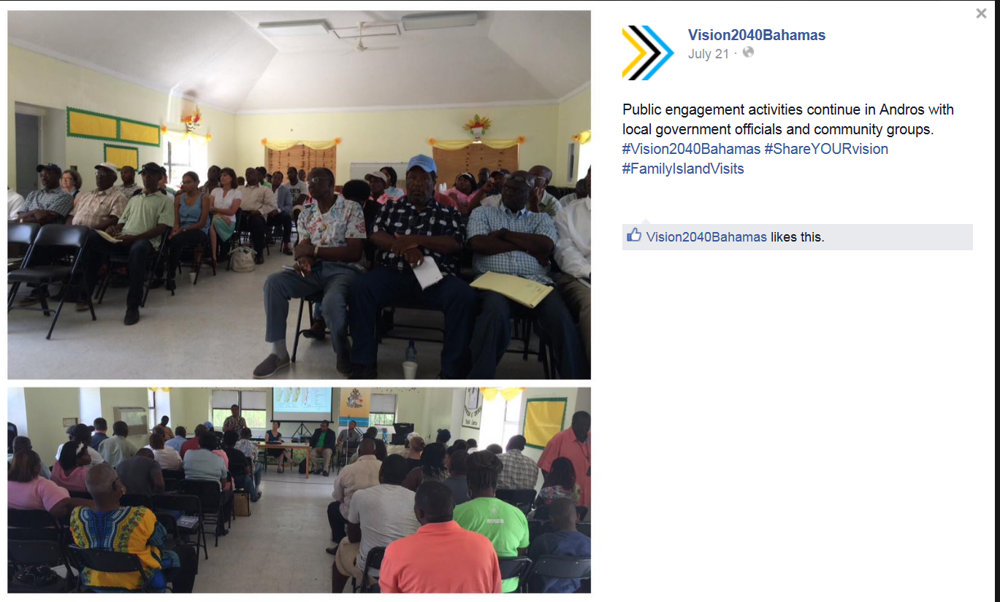 Vision2040Bahamas
July 21 ·
Public engagement activities continue in Andros with
local government officials and community groups.
#Vision2040Bahamas #ShareYOURvision
#FamilyIslandVisits
Vision2040Bahamas likes this.